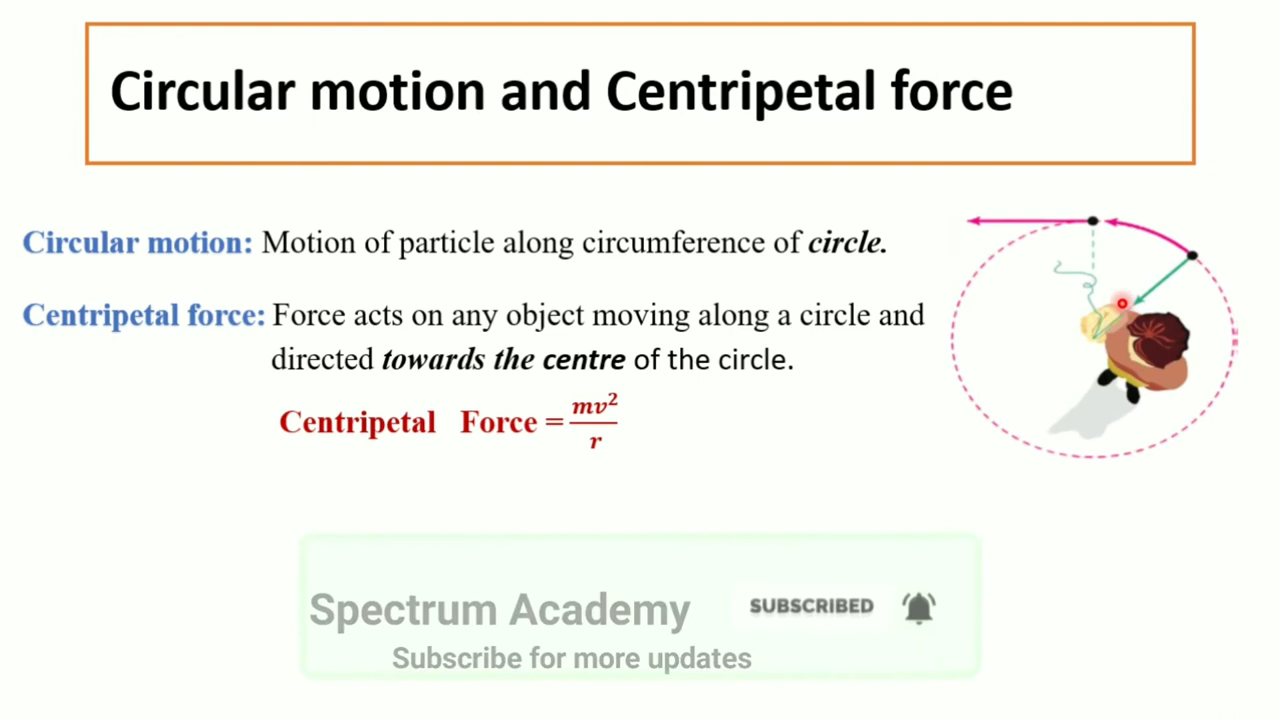 Circular motion and Centripetal force
Circular motion: Motion of particle along circumference of circle.
Centripetal force: Force acts on any object moving along a circle and
directed towards the centre of the circle.
Centripetal Force = mv²/r
Spectrum Academy
SUBSCRIBED
Subscribe for more updates